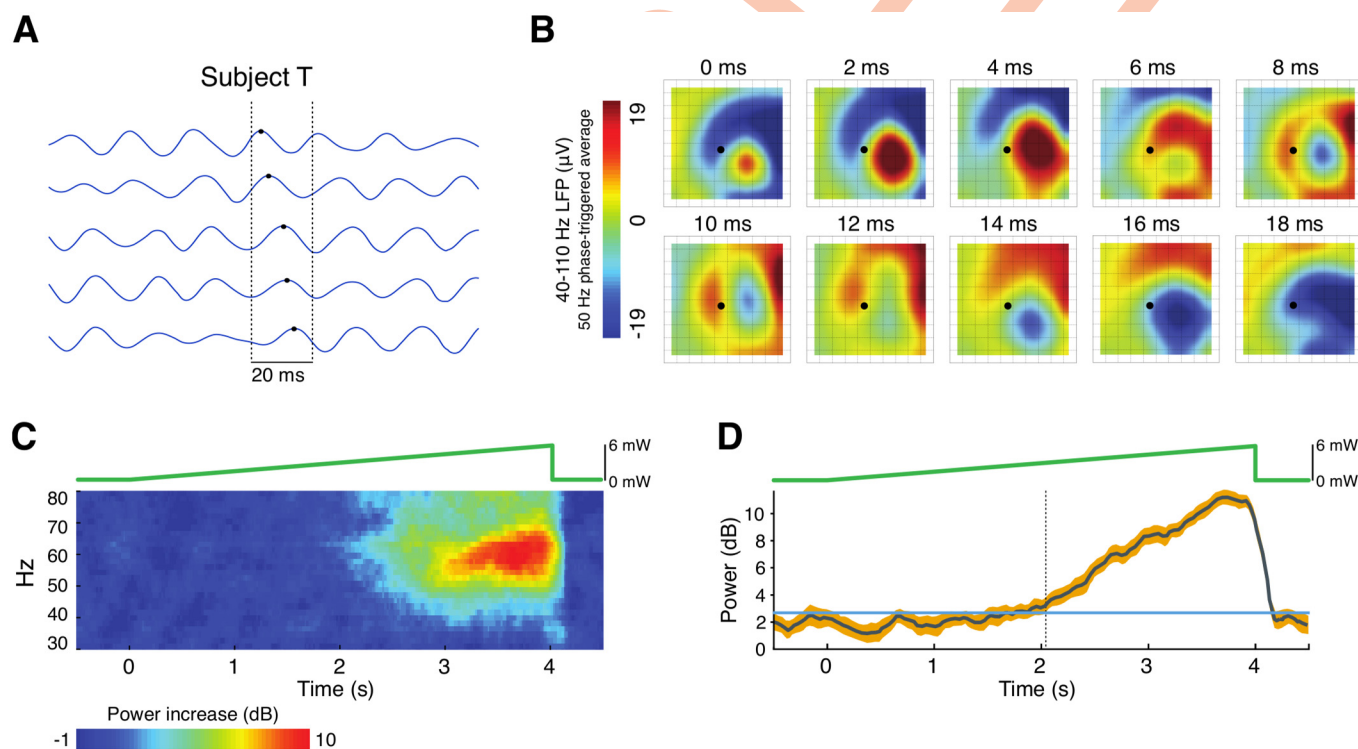 A
Subject T
20 ms
B
0 ms 2 ms 4 ms 6 ms 8 ms
10 ms 12 ms 14 ms 16 ms 18 ms
40-110 Hz LFP (µV)
50 Hz phase-triggered average
19
0
-19
C
6 mW
0 mW
80
70
60
50
40
30
Hz
0 1 2 3 4
Time (s)
Power increase (dB)
-1 10
D
6 mW
0 mW
10
8
6
4
2
0
Power (dB)
0 1 2 3 4
Time (s)